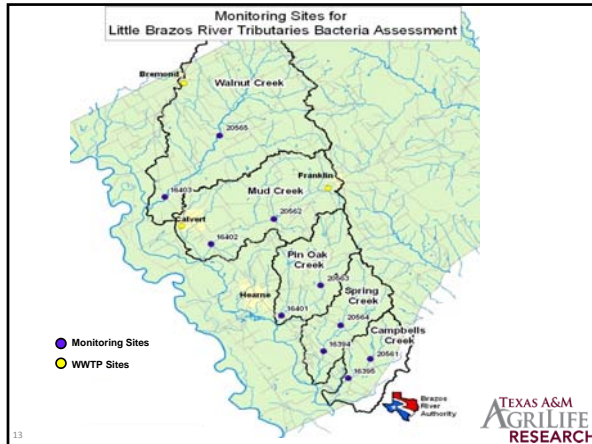 Monitoring Sites for
Little Brazos River Tributaries Bacteria Assessment
Bremond
Walnut Creek
20565
Franklin
16403
Mud Creek
Calvert
20562
16402
Pin Oak
Creek
20563
Hearne
Spring
Creek
16401
20564
Campbells
Creek
16394
20561
16395
Monitoring Sites
WWTP Sites
Brazos
River
Authority
13
TEXAS A&M
AGRILIFE
RESEARCH